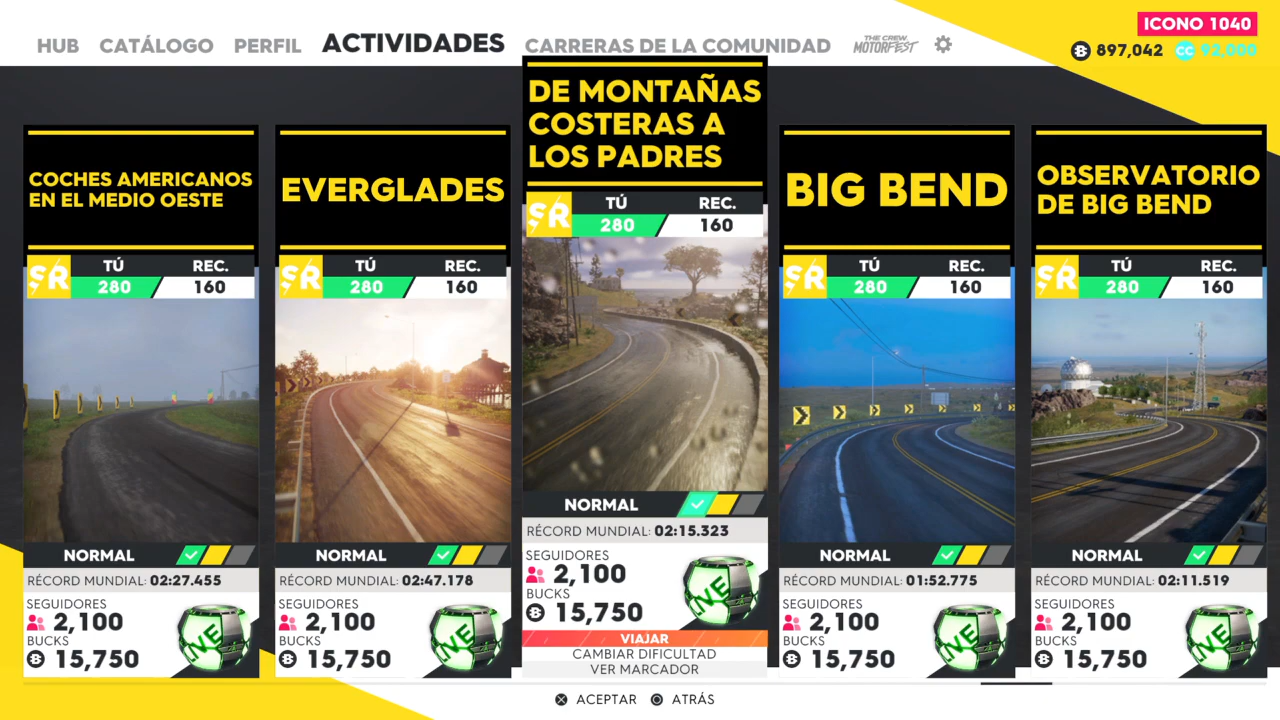 ICONO 1040
HUB CATÁLOGO PERFIL ACTIVIDADES CARRERAS DE LA COMUNIDAD THE CREW MOTORFEST
897,042 CC 92,000
COCHES AMERICANOS
EN EL MEDIO OESTE
SR TÚ REC.
280 160
NORMAL
RÉCORD MUNDIAL: 02:27.455
SEGUIDORES
2,100
BUCKS
15,750
EVERGLADES
SR TÚ REC.
280 160
NORMAL
RÉCORD MUNDIAL: 02:47.178
SEGUIDORES
2,100
BUCKS
15,750
DE MONTAÑAS
COSTERAS A
LOS PADRES
SR TÚ REC.
280 160
NORMAL
RÉCORD MUNDIAL: 02:15.323
SEGUIDORES
2,100
BUCKS
15,750
VIAJAR
CAMBIAR DIFICULTAD
VER MARCADOR
BIG BEND
SR TÚ REC.
280 160
NORMAL
RÉCORD MUNDIAL: 01:52.775
SEGUIDORES
2,100
BUCKS
15,750
OBSERVATORIO
DE BIG BEND
SR TÚ REC.
280 160
NORMAL
RÉCORD MUNDIAL: 02:11.519
SEGUIDORES
2,100
BUCKS
15,750
ACEPTAR ATRÁS